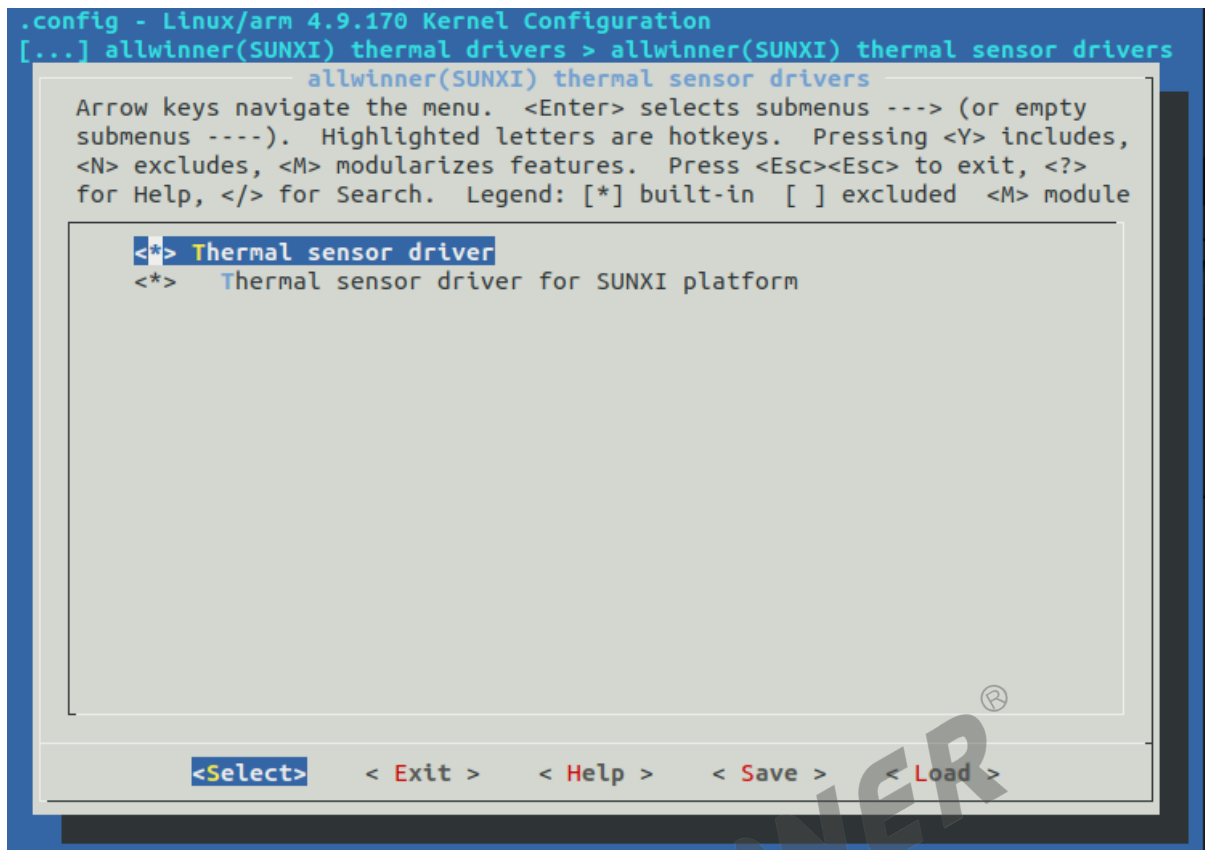 .config - Linux/arm 4.9.170 Kernel Configuration
[...] allwinner(SUNXI) thermal drivers > allwinner(SUNXI) thermal sensor drivers
allwinner(SUNXI) thermal sensor drivers
Arrow keys navigate the menu.  <Enter> selects submenus ---> (or empty
submenus ----).  Highlighted letters are hotkeys.  Pressing <Y> includes,
<N> excludes, <M> modularizes features.  Press <Esc><Esc> to exit, <?>
for Help, </> for Search.  Legend: [*] built-in  [ ] excluded  <M> module
<*> Thermal sensor driver
<*>   Thermal sensor driver for SUNXI platform
<Select>    < Exit >    < Help >    < Save >    < Load >